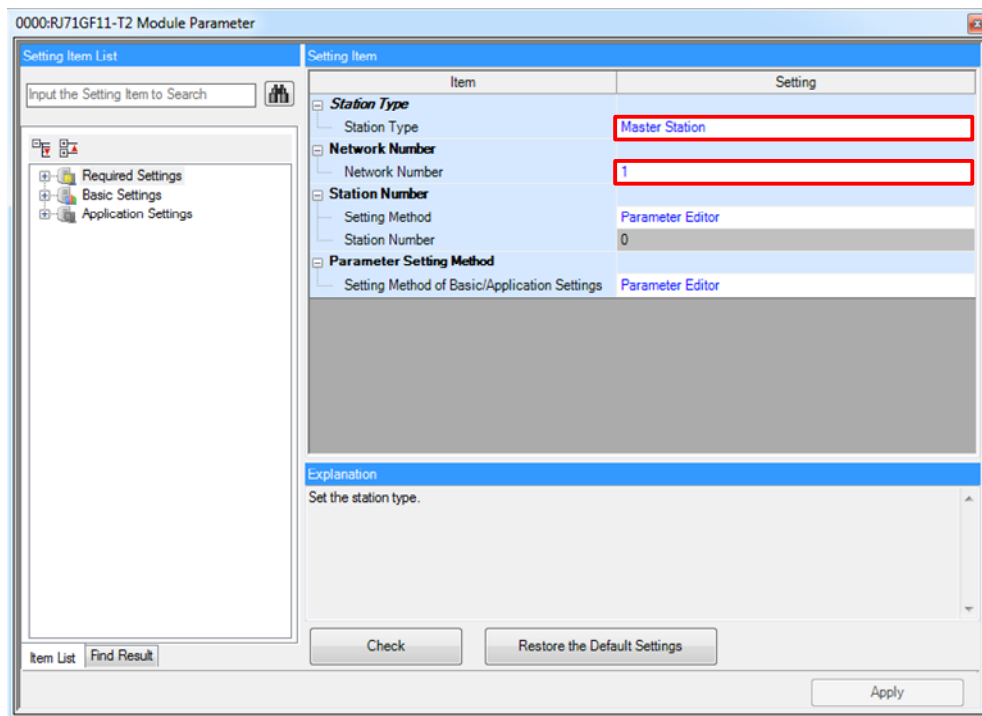 0000:RJ71GF11-T2 Module Parameter
Setting Item List
Input the Setting Item to Search
Required Settings
Basic Settings
Application Settings
Item List
Find Result
Setting Item
Item Setting
Station Type
Station Type Master Station
Network Number
Network Number 1
Station Number
Setting Method Parameter Editor
Station Number 0
Parameter Setting Method
Setting Method of Basic/Application Settings Parameter Editor
Explanation
Set the station type.
Check
Restore the Default Settings
Apply